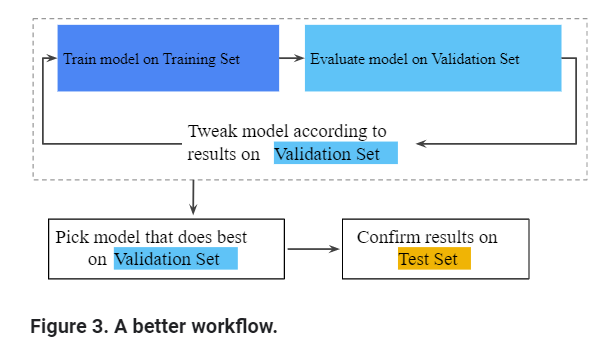 Train model on Training Set
Evaluate model on Validation Set
Tweak model according to
results on Validation Set
Pick model that does best
on Validation Set
Confirm results on
Test Set
Figure 3. A better workflow.